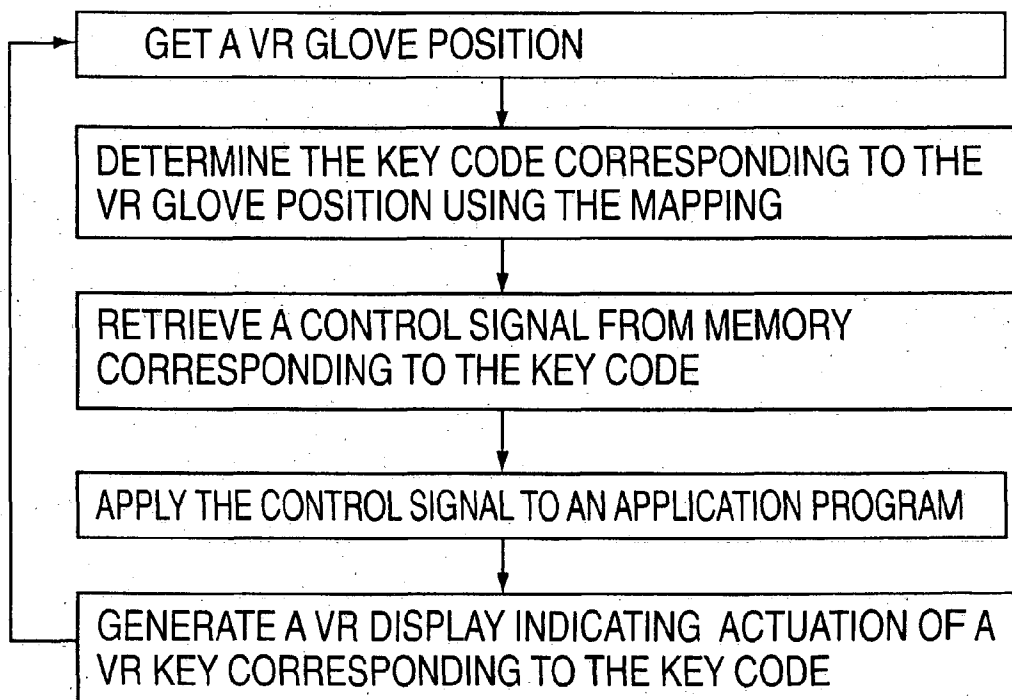 GET A VR GLOVE POSITION
DETERMINE THE KEY CODE CORRESPONDING TO THE
VR GLOVE POSITION USING THE MAPPING
RETRIEVE A CONTROL SIGNAL FROM MEMORY
CORRESPONDING TO THE KEY CODE
APPLY THE CONTROL SIGNAL TO AN APPLICATION PROGRAM
GENERATE A VR DISPLAY INDICATING ACTUATION OF A
VR KEY CORRESPONDING TO THE KEY CODE